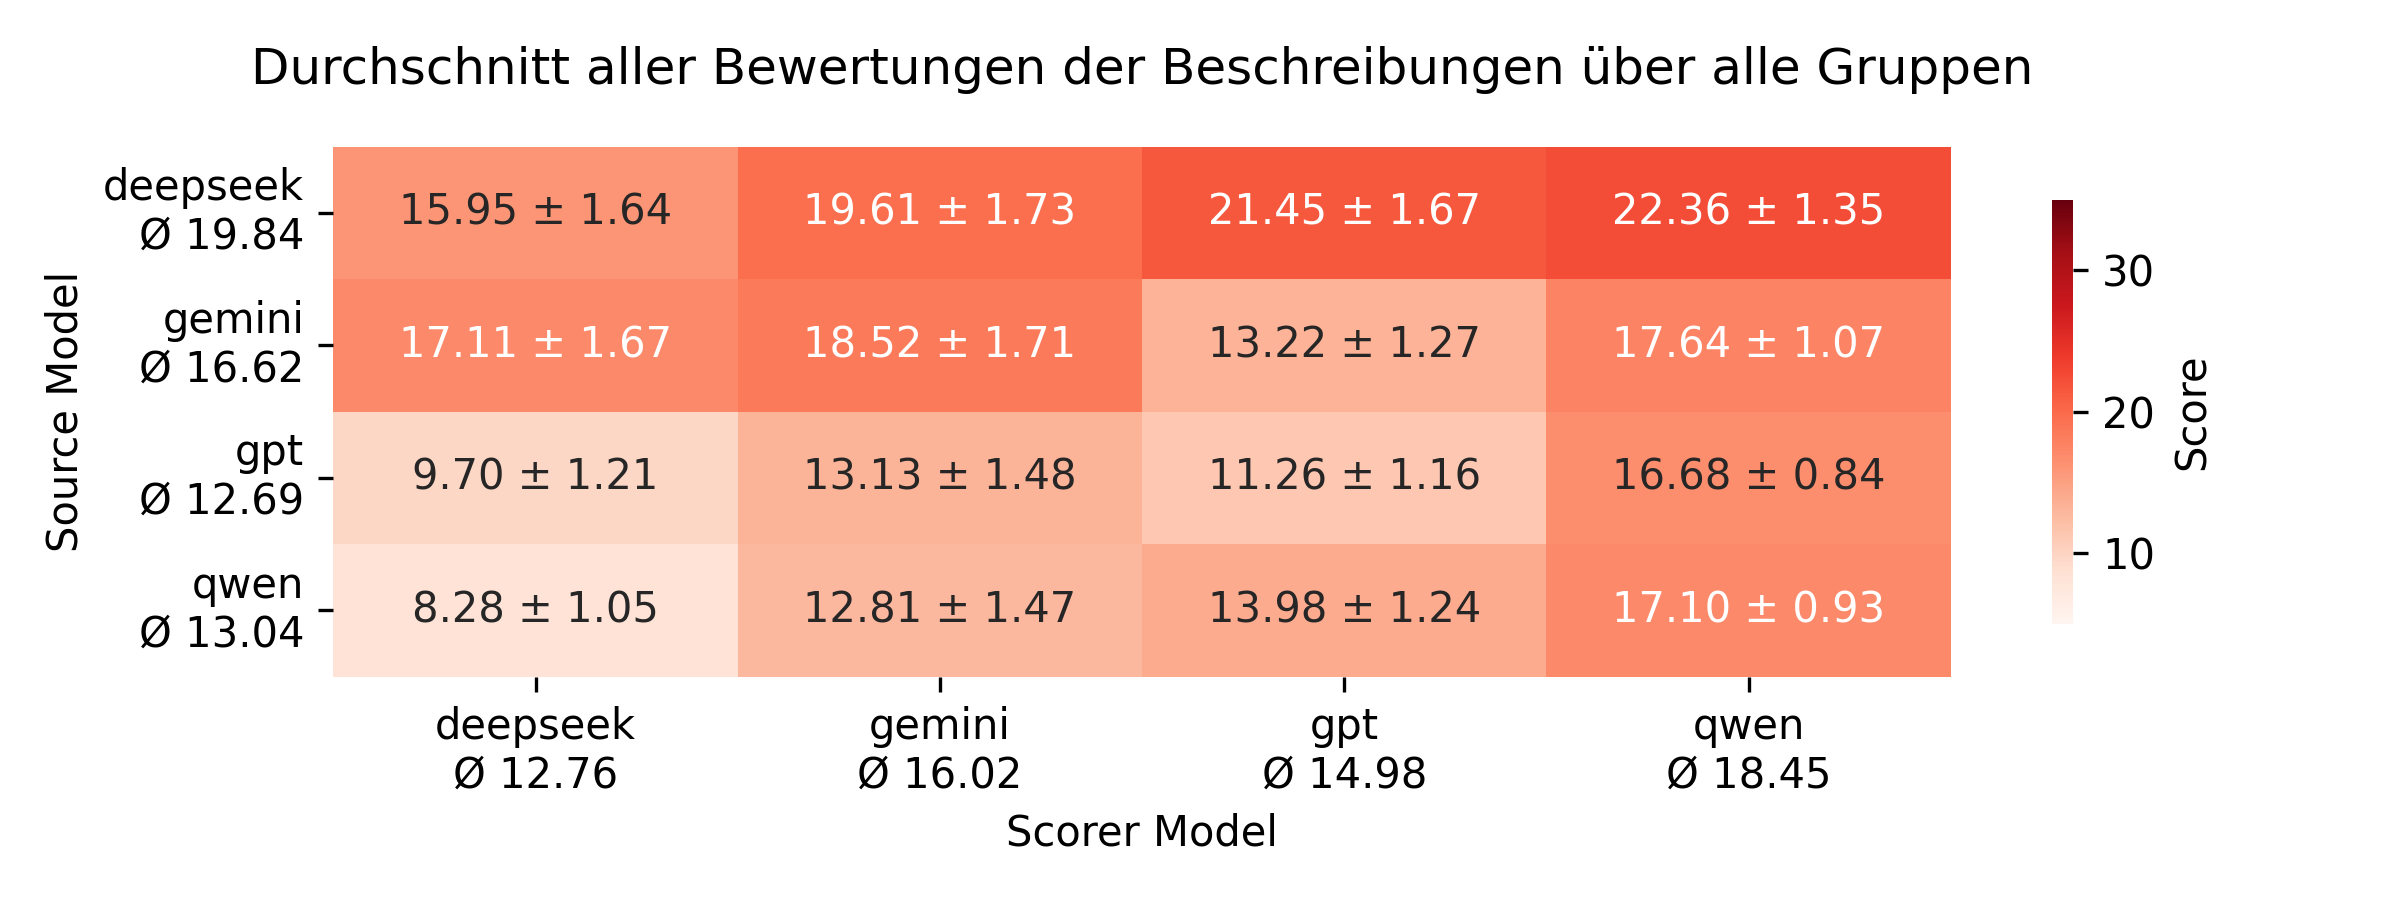 Durchschnitt aller Bewertungen der Beschreibungen über alle Gruppen
Source Model
deepseek
Ø 19.84
15.95 ± 1.64 19.61 ± 1.73 21.45 ± 1.67 22.36 ± 1.35
gemini
Ø 16.62
17.11 ± 1.67 18.52 ± 1.71 13.22 ± 1.27 17.64 ± 1.07
gpt
Ø 12.69
9.70 ± 1.21 13.13 ± 1.48 11.26 ± 1.16 16.68 ± 0.84
qwen
Ø 13.04
8.28 ± 1.05 12.81 ± 1.47 13.98 ± 1.24 17.10 ± 0.93
deepseek
Ø 12.76
gemini
Ø 16.02
gpt
Ø 14.98
qwen
Ø 18.45
Scorer Model
30
20
10
Score